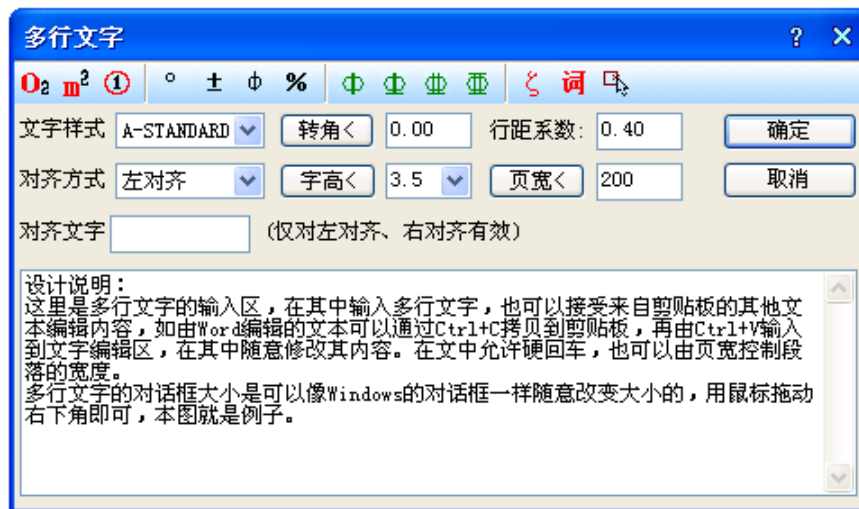 多行文字
O₂ m² ① ° ± ф % ζ 词
文字样式 A-STANDARD 转角< 0.00 行距系数: 0.40 确定
对齐方式 左对齐 字高< 3.5 页宽< 200 取消
对齐文字 (仅对左对齐、右对齐有效)
设计说明：
这里是多行文字的输入区，在其中输入多行文字，也可以接受来自剪贴板的其他文
本编辑内容，如由Word编辑的文本可以通过Ctrl+C拷贝到剪贴板，再由Ctrl+V输入
到文字编辑区，在其中随意修改其内容。在文中允许硬回车，也可以由页宽控制段
落的宽度。
多行文字的对话框大小是可以像Windows的对话框一样随意改变大小的，用鼠标拖动
右下角即可，本图就是例子。